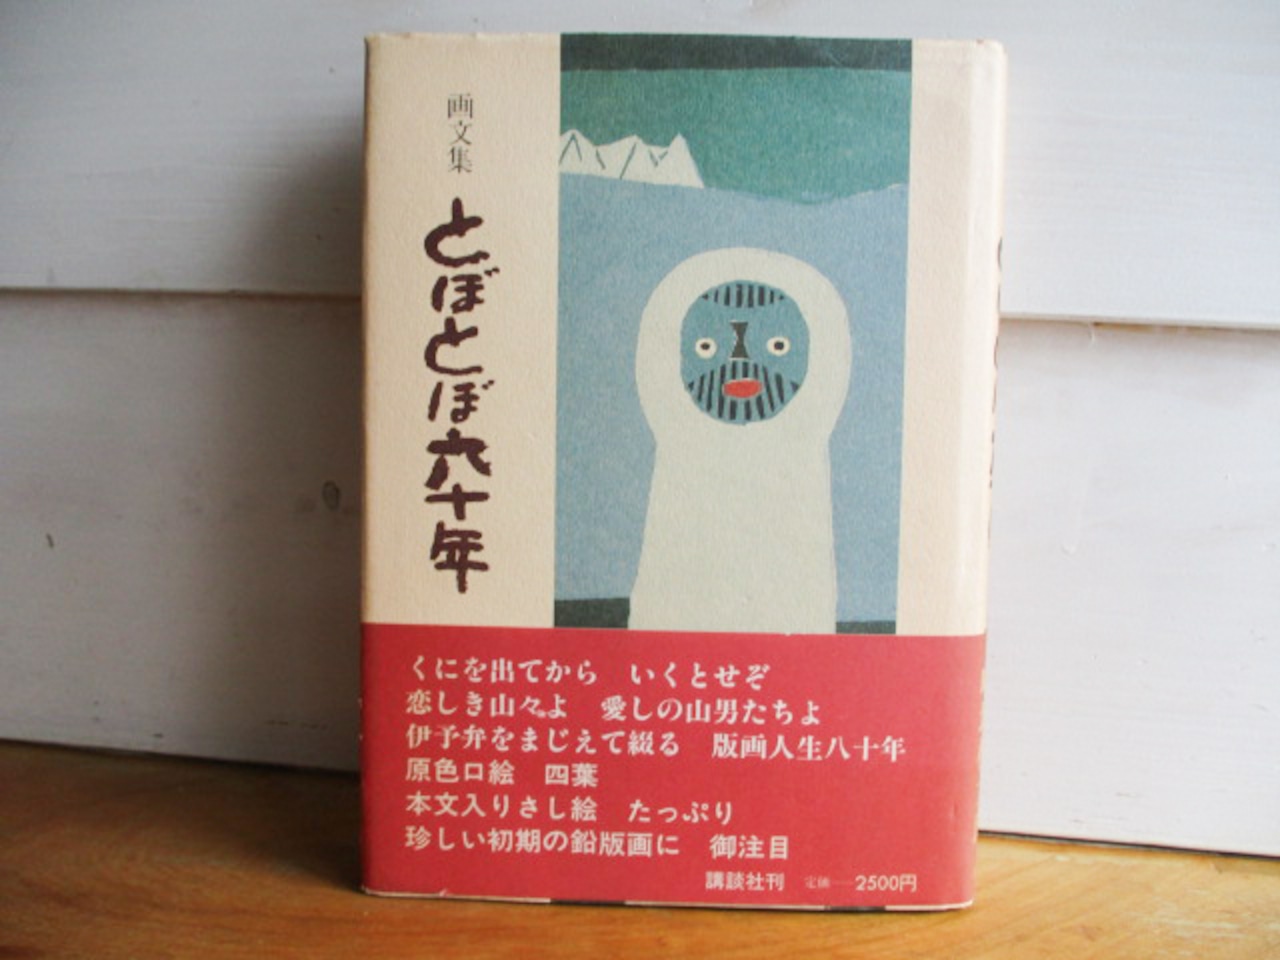 画文集
とぼとぼ六十年
くにを出てから　いくとせぞ
恋しき山々よ　愛しの山男たちよ
伊予弁をまじえて綴る　版画人生八十年
原色口絵　四葉
本文入りさし絵　たっぷり
珍しい初期の鉛版画に　御注目
講談社刊　定価──2500円